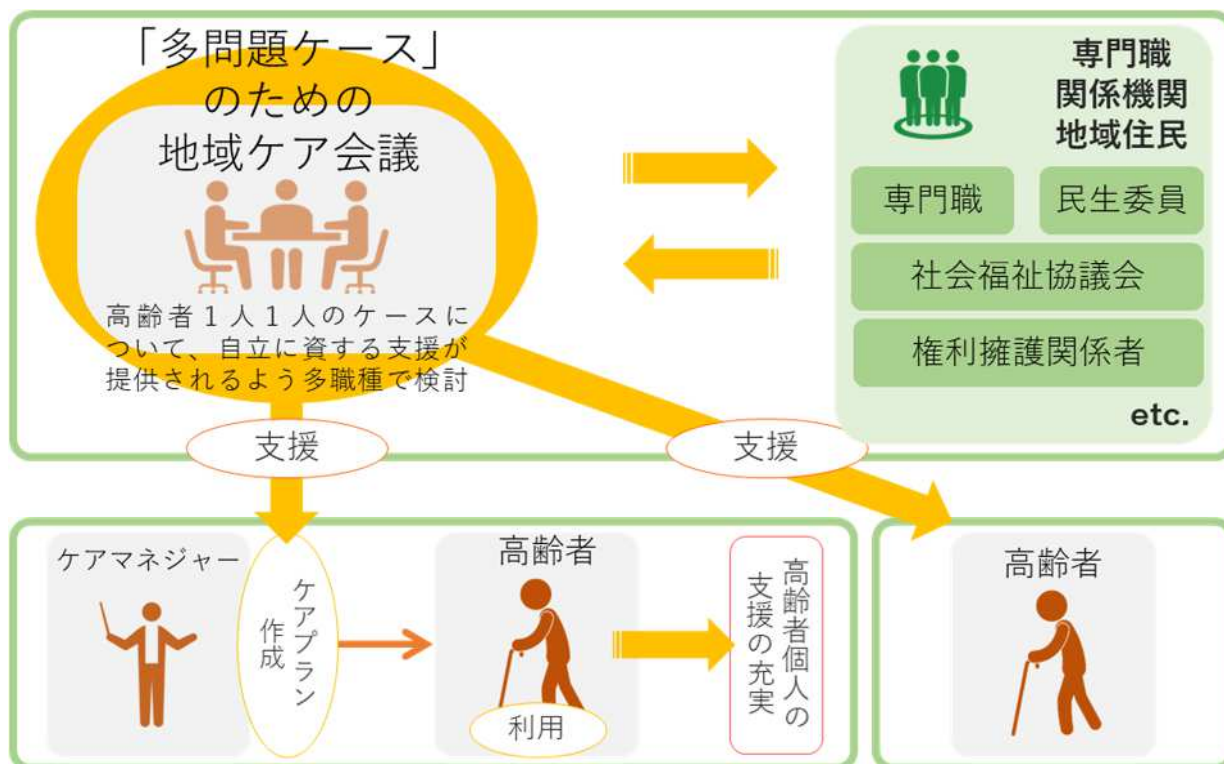 「多問題ケース」
のための
地域ケア会議
高齢者１人１人のケースに
ついて、自立に資する支援が
提供されるよう多職種で検討
専門職
関係機関
地域住民
専門職
民生委員
社会福祉協議会
権利擁護関係者
etc.
支援
支援
ケアマネジャー
ケアプラン
作成
高齢者
利用
高齢者個人の
支援の充実
高齢者